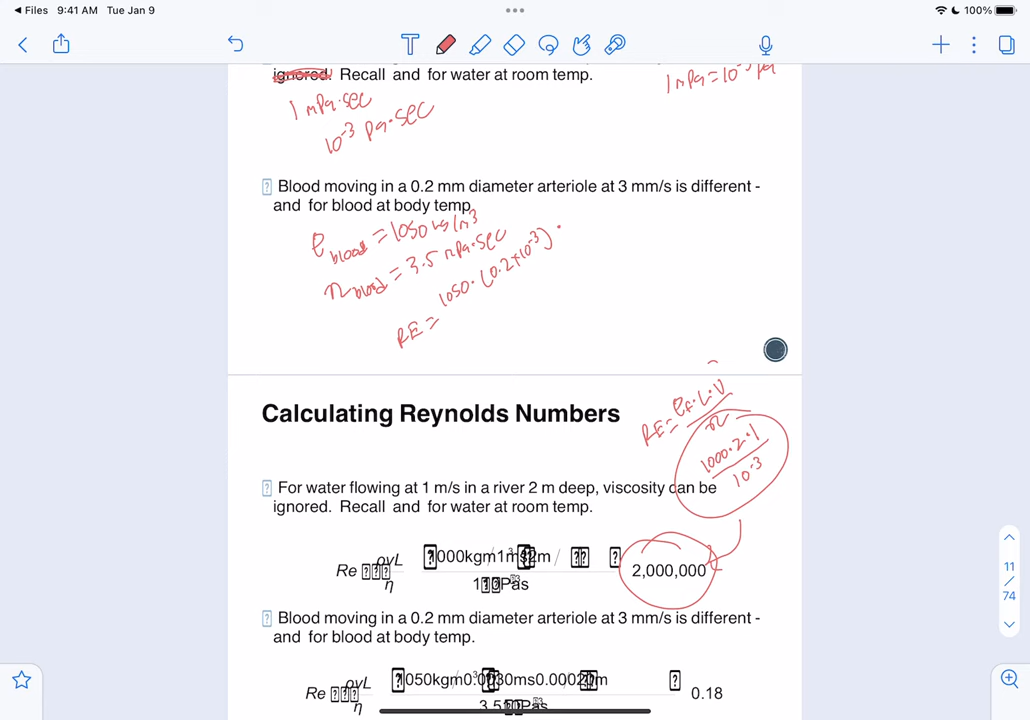 Files 9:41 AM Tue Jan 9
100%
ignored. Recall and for water at room temp.
1 mPa=10⁻³ Pa
1 mPa·sec
10⁻³ Pa·sec
Blood moving in a 0.2 mm diameter arteriole at 3 mm/s is different -
and for blood at body temp
blood = 1050 kg/m³
blood = 3.5 mPa·sec
RE= 1050·(0.2×10⁻³)·
Calculating Reynolds Numbers
RE= L·V
1000·2·1
10⁻³
For water flowing at 1 m/s in a river 2 m deep, viscosity can be
ignored. Recall and for water at room temp.
Re ρvL
η
2,000,000
Blood moving in a 0.2 mm diameter arteriole at 3 mm/s is different -
and for blood at body temp.
Re ρvL
η
0.18
11
/
74